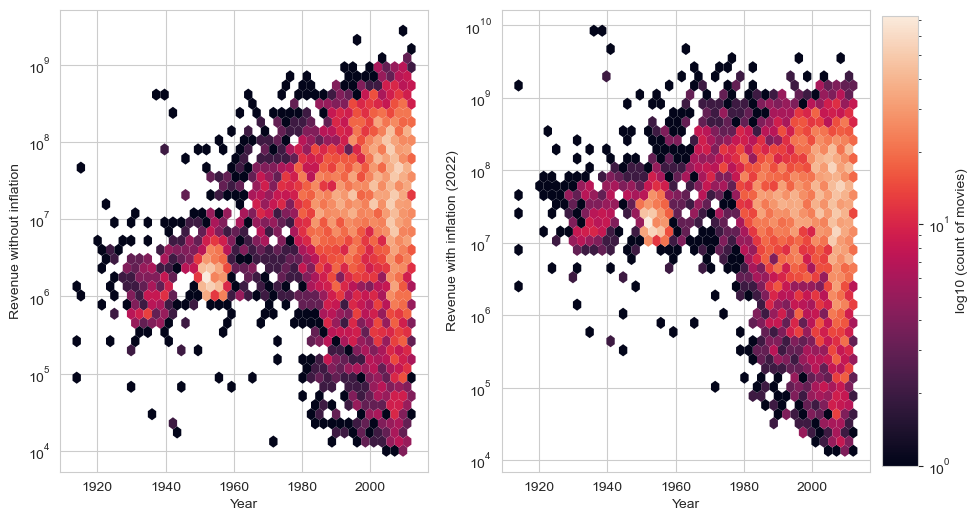 Revenue without inflation
10^9
10^8
10^7
10^6
10^5
10^4
1920 1940 1960 1980 2000
Year
Revenue with inflation (2022)
10^10
10^9
10^8
10^7
10^6
10^5
10^4
1920 1940 1960 1980 2000
Year
10^1
10^0
log10 (count of movies)